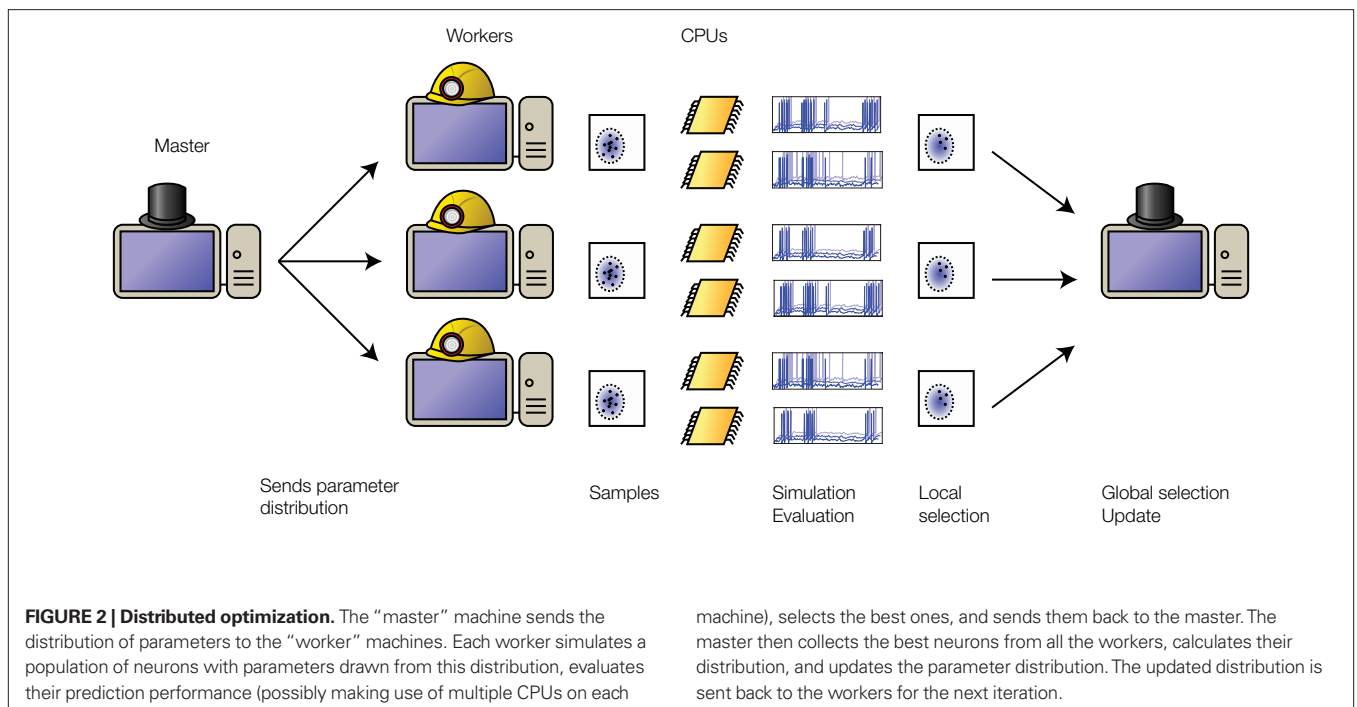 Workers
CPUs
Master
Sends parameter
distribution
Samples
Simulation
Evaluation
Local
selection
Global selection
Update
FIGURE 2 | Distributed optimization. The “master” machine sends the
distribution of parameters to the “worker” machines. Each worker simulates a
population of neurons with parameters drawn from this distribution, evaluates
their prediction performance (possibly making use of multiple CPUs on each
machine), selects the best ones, and sends them back to the master. The
master then collects the best neurons from all the workers, calculates their
distribution, and updates the parameter distribution. The updated distribution is
sent back to the workers for the next iteration.